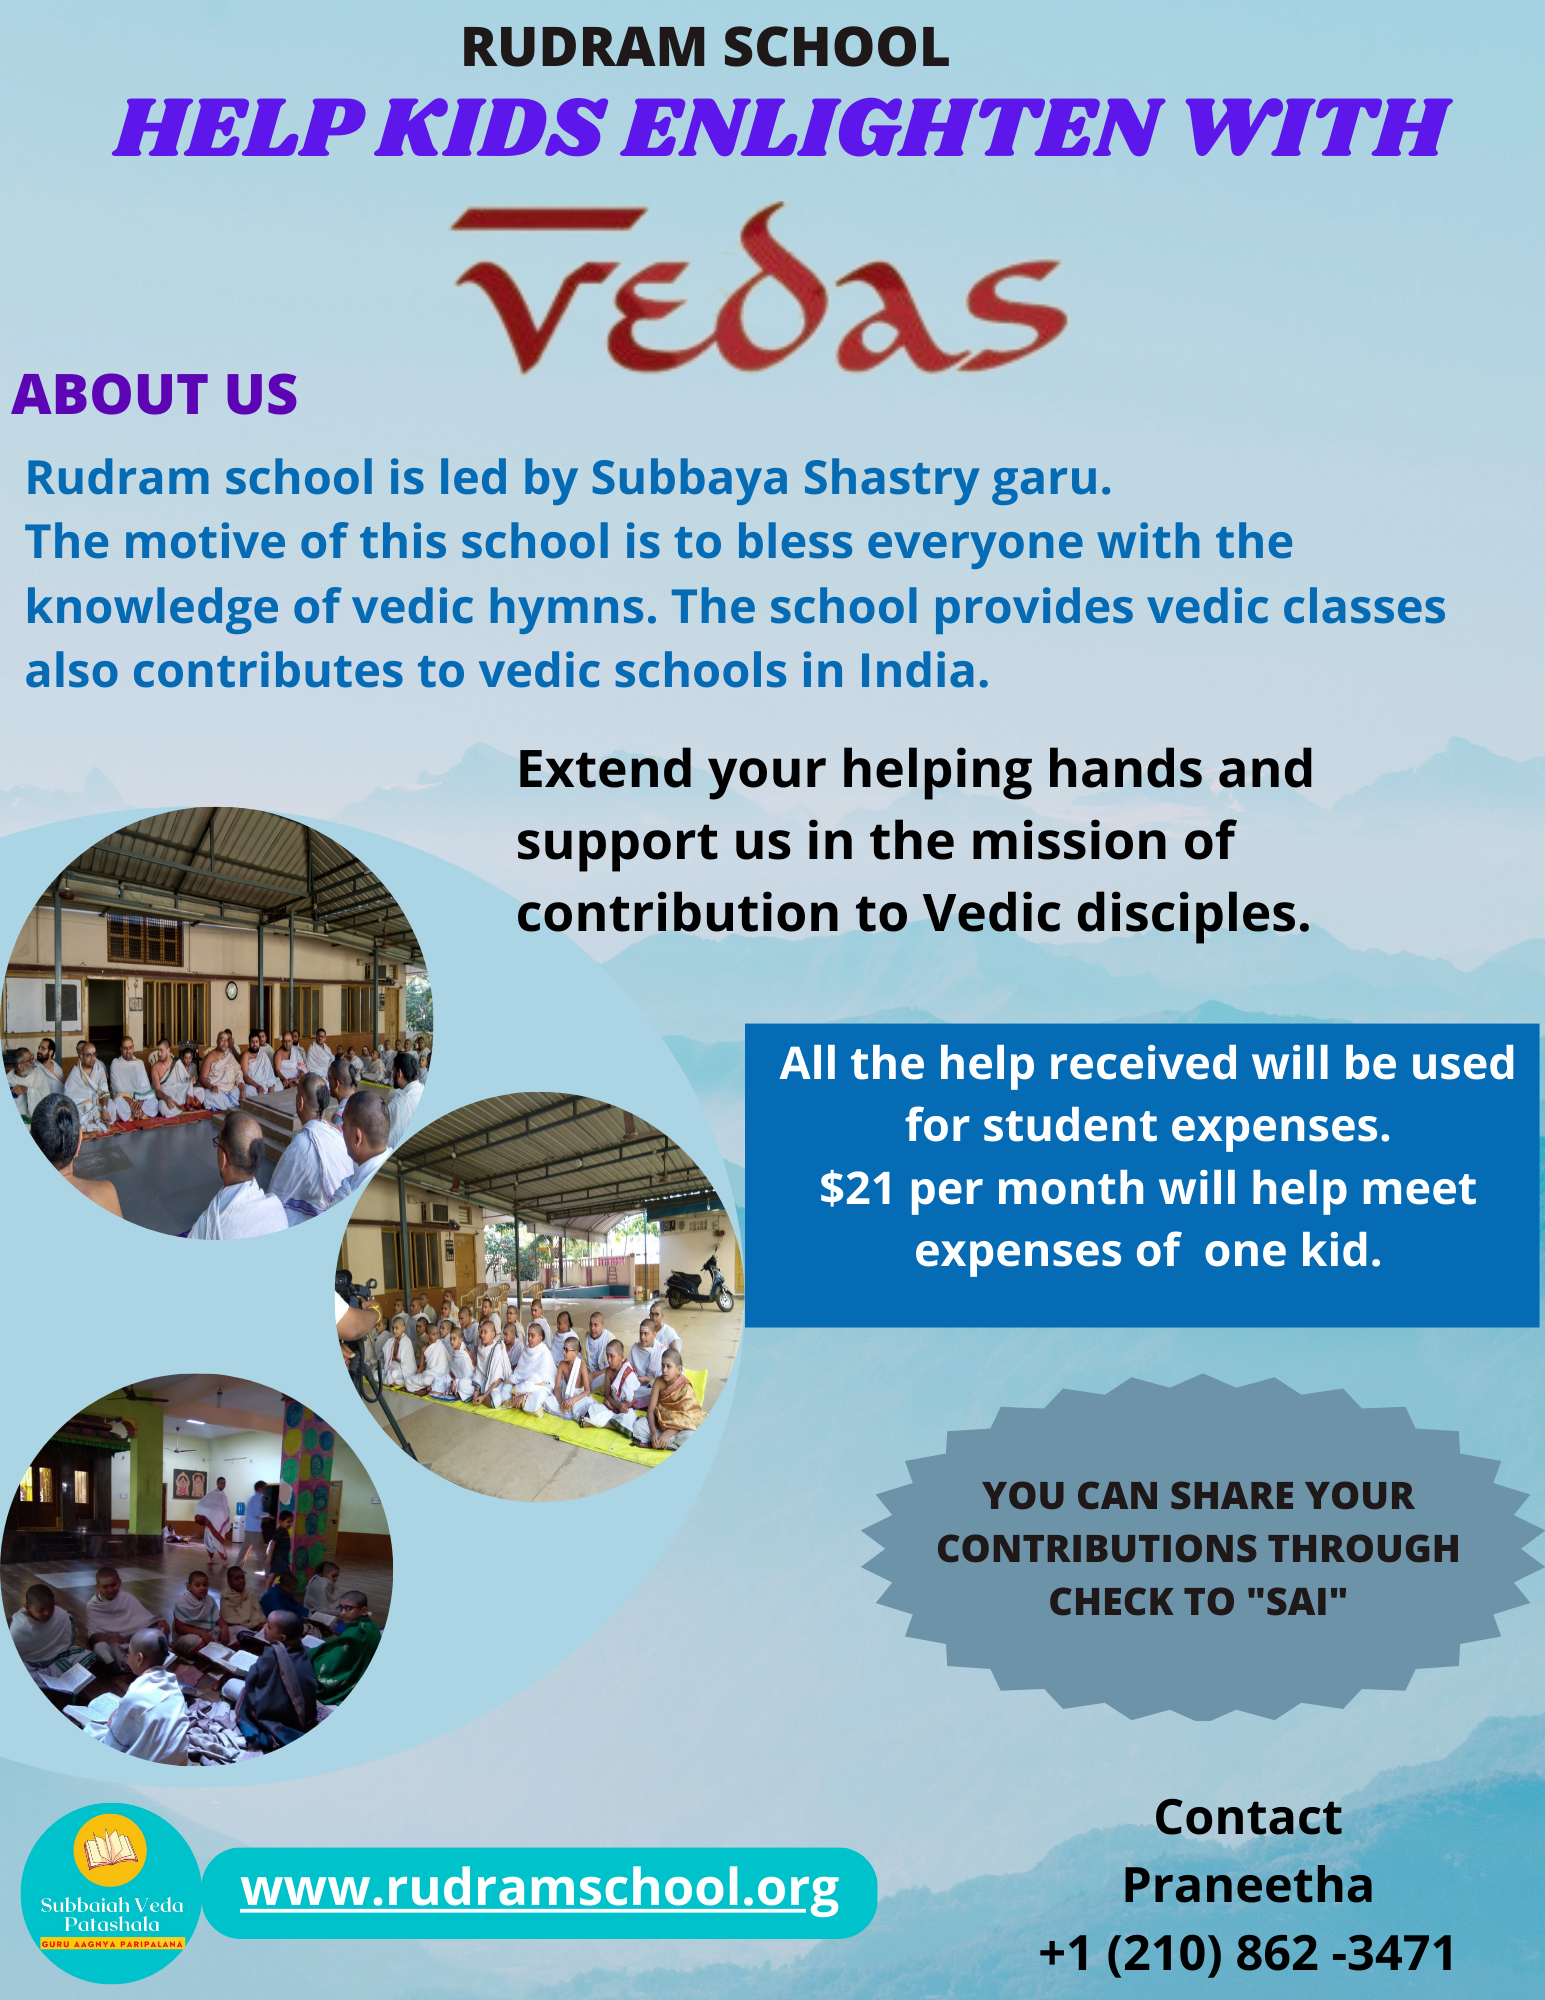 RUDRAM SCHOOL
HELP KIDS ENLIGHTEN WITH
vedas
ABOUT US
Rudram school is led by Subbaya Shastry garu.
The motive of this school is to bless everyone with the
knowledge of vedic hymns. The school provides vedic classes
also contributes to vedic schools in India.
Extend your helping hands and
support us in the mission of
contribution to Vedic disciples.
All the help received will be used
for student expenses.
$21 per month will help meet
expenses of  one kid.
YOU CAN SHARE YOUR
CONTRIBUTIONS THROUGH
CHECK TO "SAI"
Subbaiah Veda
Patashala
GURU AAGNYA PARIPALANA
www.rudramschool.org
Contact
Praneetha
+1 (210) 862 -3471